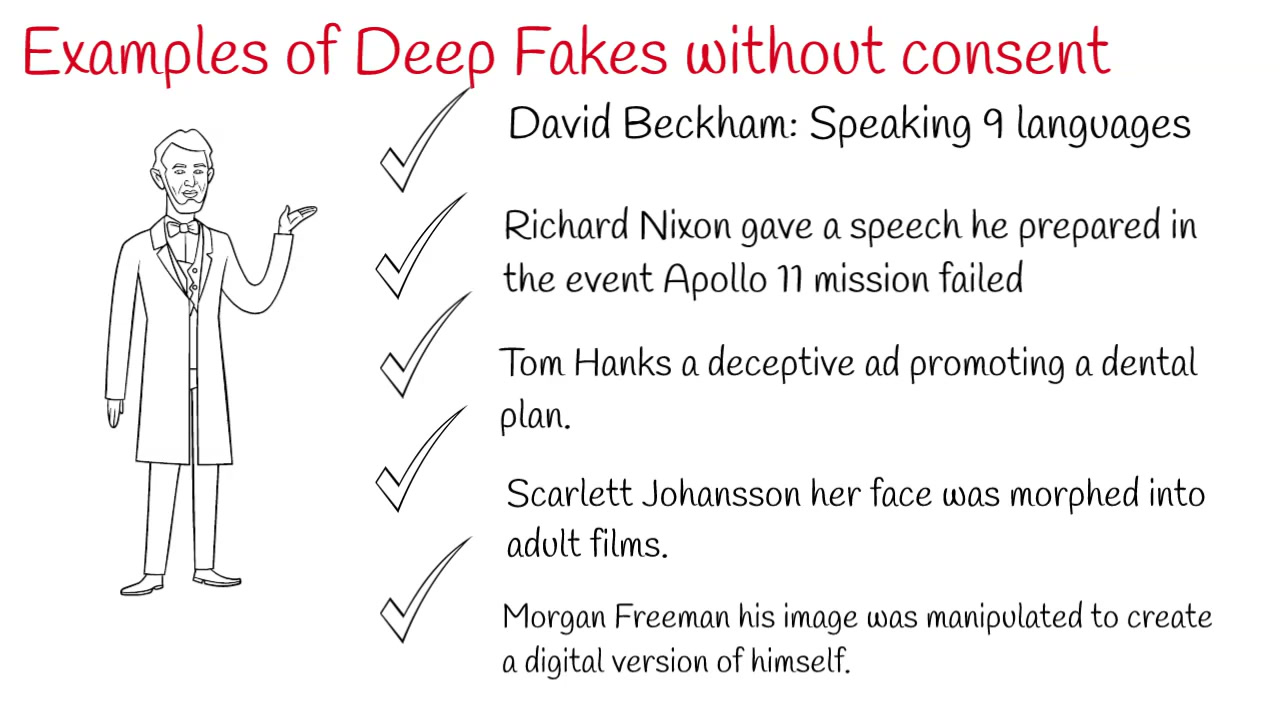 Examples of Deep Fakes without consent
David Beckham: Speaking 9 languages
Richard Nixon gave a speech he prepared in
the event Apollo 11 mission failed
Tom Hanks a deceptive ad promoting a dental
plan.
Scarlett Johansson her face was morphed into
adult films.
Morgan Freeman his image was manipulated to create
a digital version of himself.